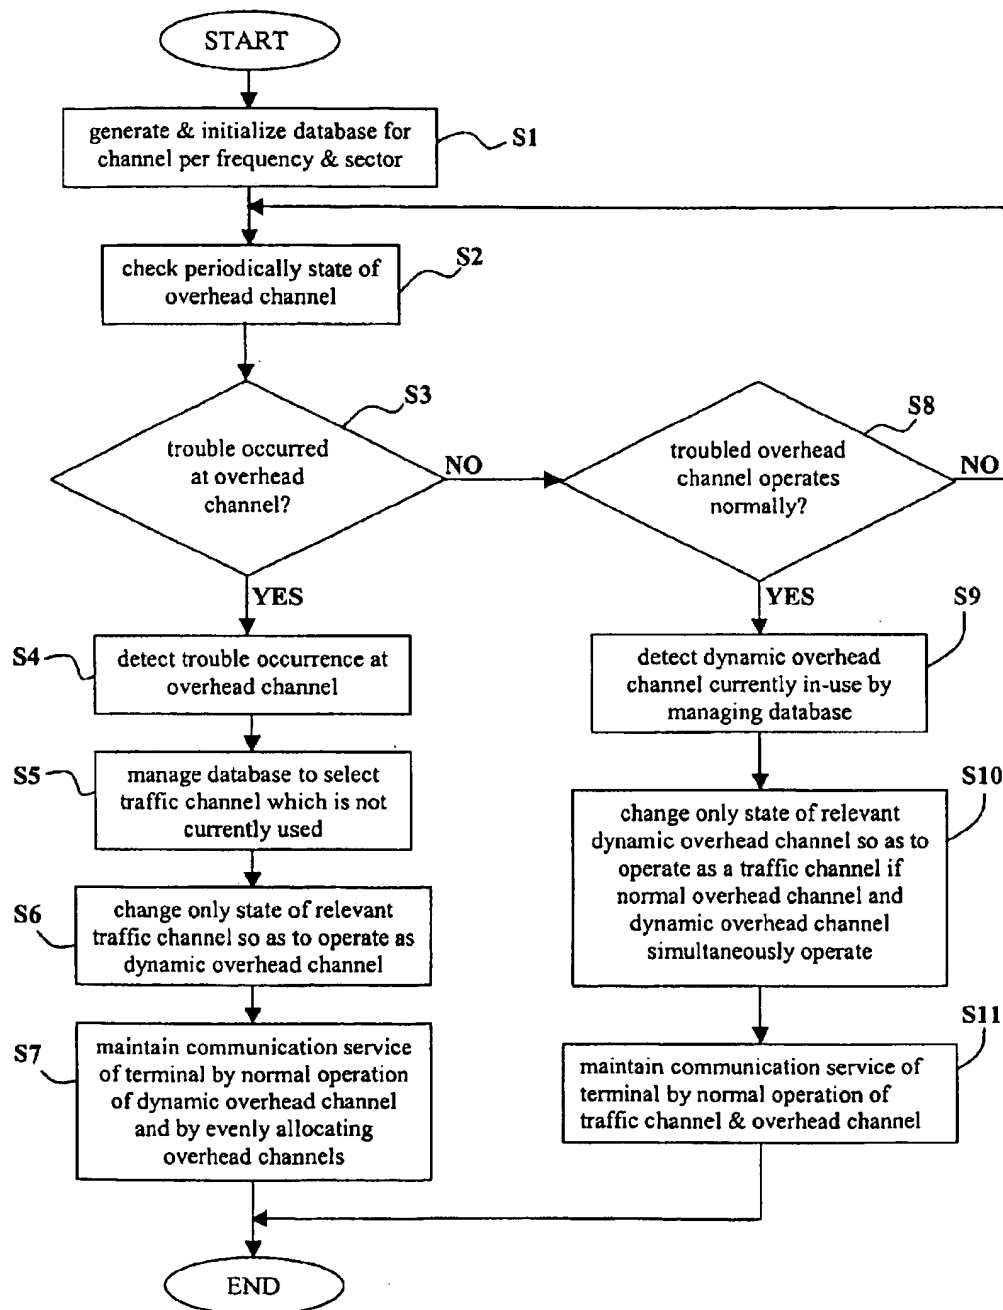 START
generate & initialize database for
channel per frequency & sector
S1
check periodically state of
overhead channel
S2
trouble occurred
at overhead
channel?
S3
NO
YES
troubled overhead
channel operates
normally?
S8
NO
YES
detect trouble occurrence at
overhead channel
S4
manage database to select
traffic channel which is not
currently used
S5
change only state of relevant
traffic channel so as to operate as
dynamic overhead channel
S6
maintain communication service
of terminal by normal operation
of dynamic overhead channel
and by evenly allocating
overhead channels
S7
detect dynamic overhead
channel currently in-use by
managing database
S9
change only state of relevant
dynamic overhead channel so as to
operate as a traffic channel if
normal overhead channel and
dynamic overhead channel
simultaneously operate
S10
maintain communication service of
terminal by normal operation of
traffic channel & overhead channel
S11
END